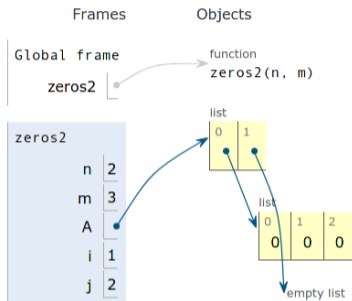 Frames Objects
Global frame
zeros2
function
zeros2(n, m)
zeros2
n 2
m 3
A
i 1
j 2
list
0 1
list
0 1 2
0 0 0
empty list